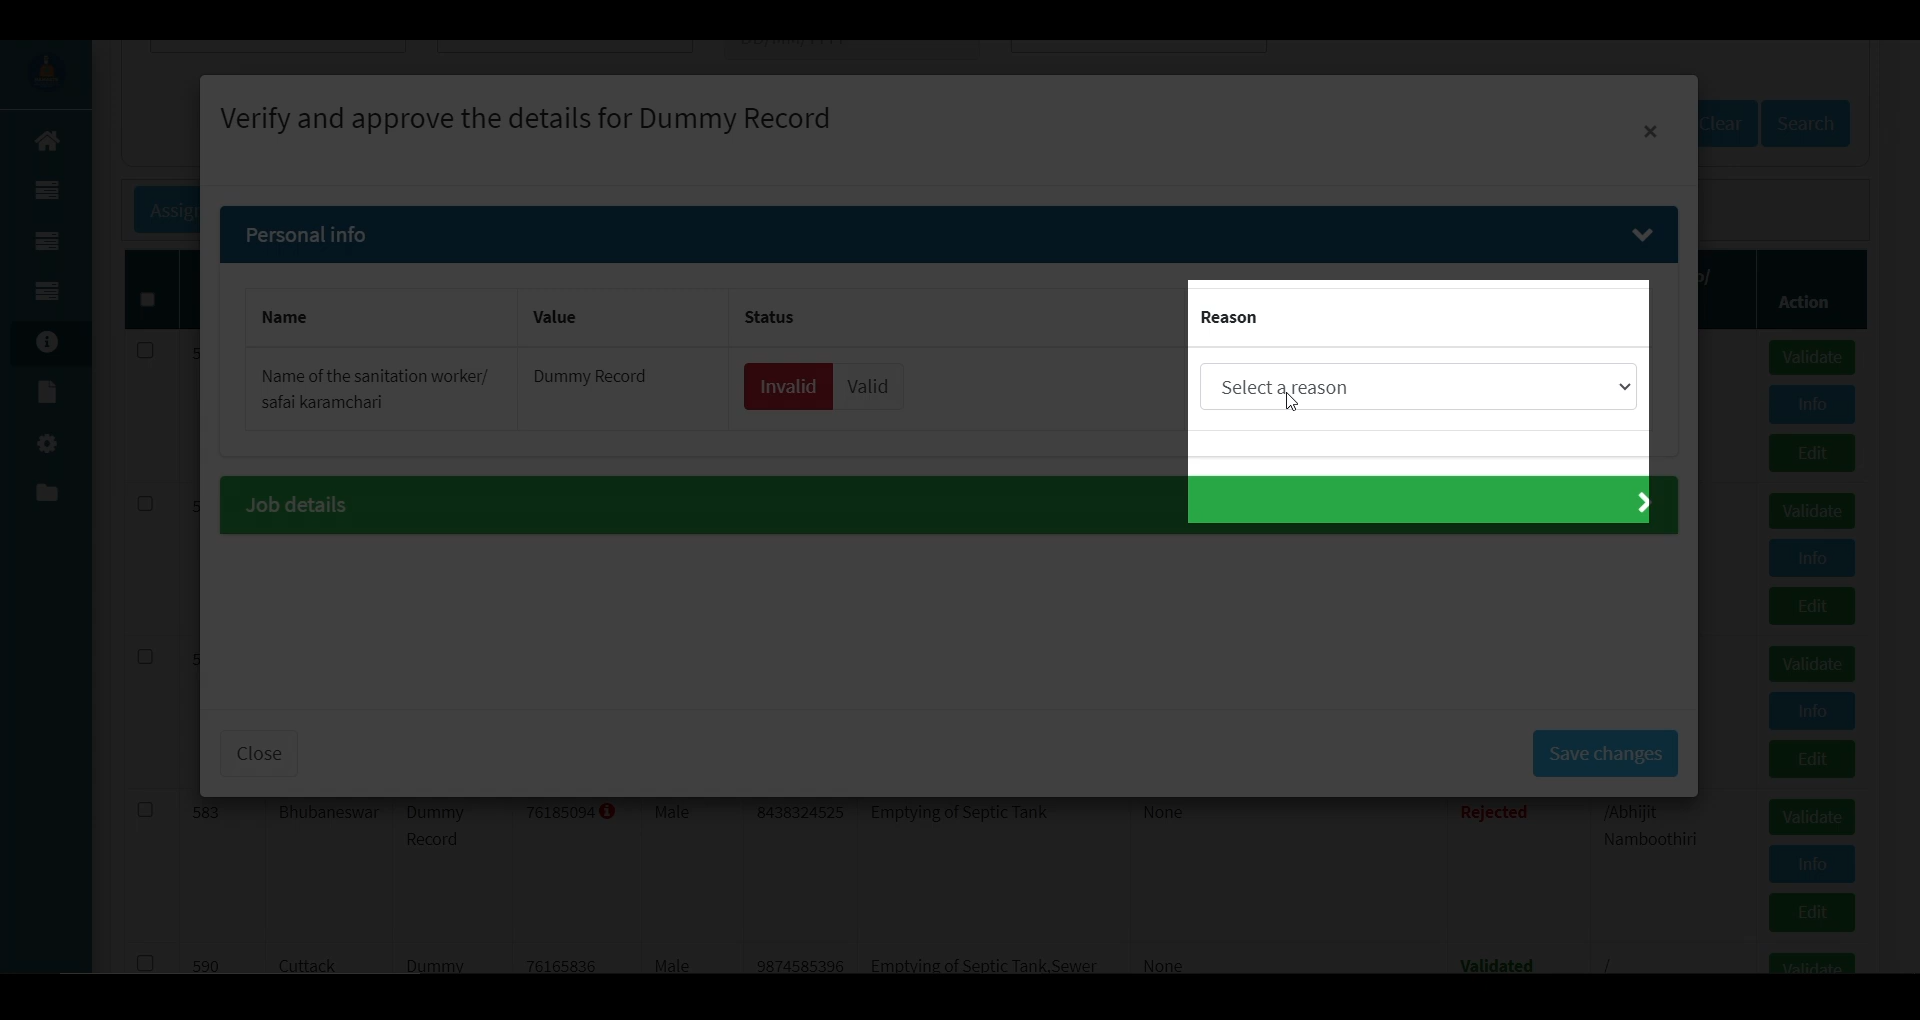 Clear
Search
Verify and approve the details for Dummy Record
×
Personal info
Action
Name
Value
Status
Reason
Name of the sanitation worker/
safai karamchari
Dummy Record
Invalid
Valid
Select a reason
Validate
Info
Edit
Job details
Validate
Info
Edit
Validate
Info
Edit
Close
Save changes
583
Bhubaneswar
Dummy
Record
76185094
Male
8438324525
Emptying of Septic Tank
None
Rejected
/Abhijit
Namboothiri
Validate
Info
Edit
590
Cuttack
Dummy
76165836
Male
9874585396
Emptying of Septic Tank,Sewer
None
Validated
/
Validate